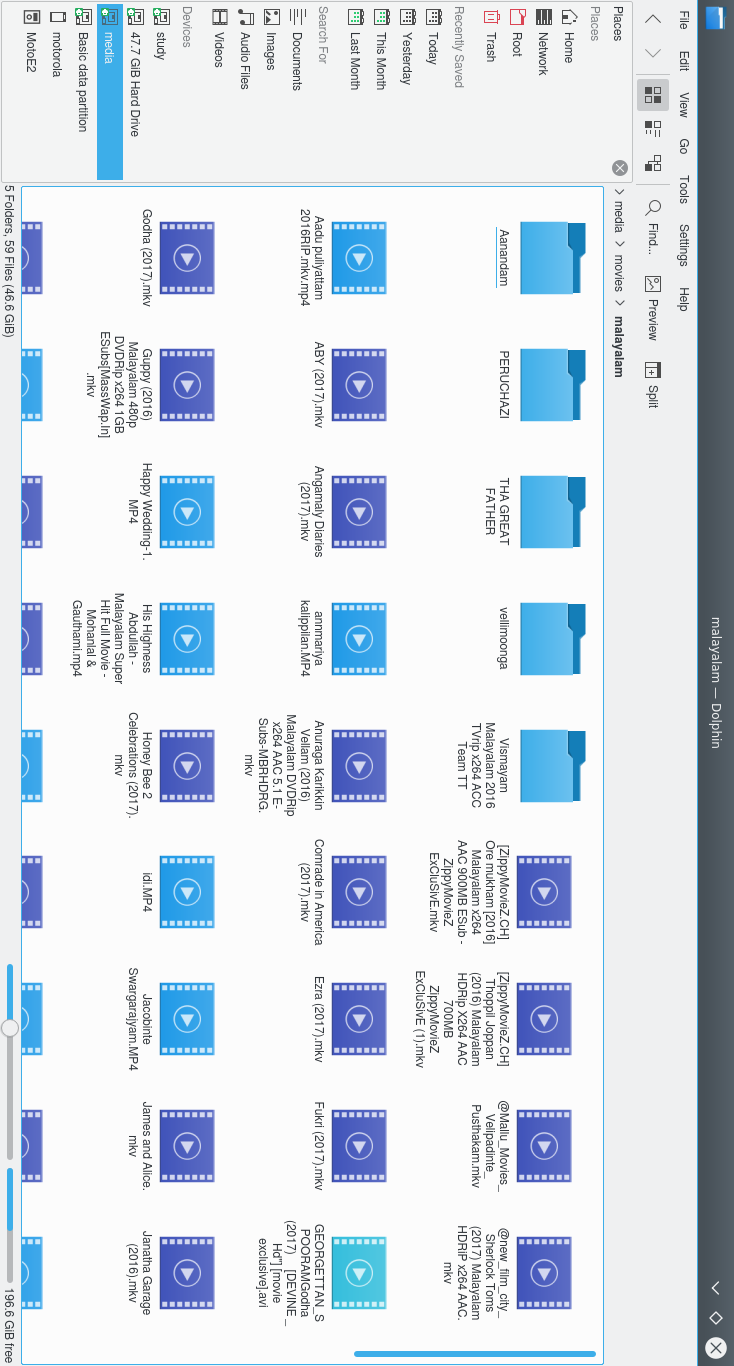 malayalam — Dolphin
File Edit View Go Tools Settings Help
Find... Preview Split
Places
> media > movies > malayalam
Places
Home
Network
Root
Trash
Recently Saved
Today
Yesterday
This Month
Last Month
Search For
Documents
Images
Audio Files
Videos
Devices
study
47.7 GiB Hard Drive
media
Basic data partition
motorola
MotoE2
Aanandam
PERUCHAZI
THA GREAT
FATHER
vellimoonga
Vismayam
Malayalam 2016
TVrip x264 ACC
Team TT
[ZippyMovieZ.CH]
Ore mukham [2016]
Malayalam x264
AAC 900MB ESub -
ZippyMovieZ
ExCluSivE.mkv
[ZippyMovieZ.CH]
Thoppil Joppan
(2016) Malayalam
HDRip X264 AAC
700MB
ZippyMovieZ
ExCluSivE (1).mkv
@Mallu_Movies_
Velipadinte_
Pusthakam.mkv
@new_film_city_
Sherlock Toms
(2017) Malayalam
HDRiP x264 AAC.
mkv
Aadu puliyattam
2016RIP.mkv.mp4
ABY (2017).mkv
Angamaly Diaries
(2017).mkv
annmariya
kalippilan.MP4
Anuraga Karikkin
Vellam (2016)
Malayalam DVDRip
x264 AAC 5.1 E-
Subs-MBRHDRG.
mkv
Comrade in America
(2017).mkv
Ezra (2017).mkv
Fukri (2017).mkv
GEORGETTAN_S
POORAMGodha
(2017) [DEVINE_
Hd"] [movie
exclusive].avi
Godha (2017).mkv
Guppy (2016)
Malayalam 480p
DVDRip x264 1GB
ESubs[MassWap.In]
.mkv
Happy Wedding-1.
MP4
His Highness
Abdullah -
Malayalam Super
Hit Full Movie -
Mohanlal &
Gauthami.mp4
Honey Bee 2
Celebrations (2017).
mkv
idi.MP4
Jacobinte
Swargarajyam.MP4
James and Alice.
mkv
Janatha Garage
(2016).mkv
5 Folders, 59 Files (46.6 GiB)
196.6 GiB free